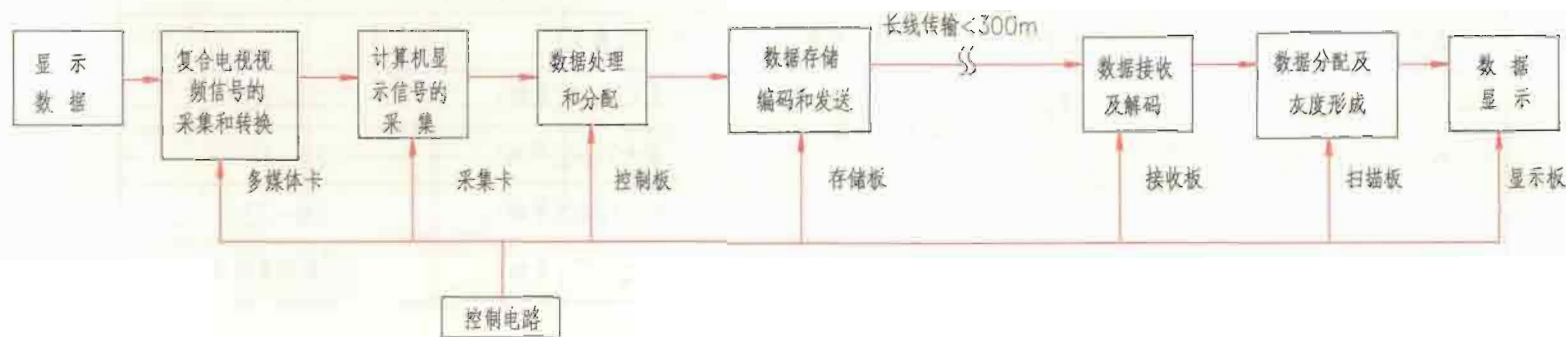 长线传输<300m
显 示
数 据
复合电视视
频信号的
采集和转换
计算机显
示信号的
采 集
数据处理
和分配
数据存储
编码和发送
数据接收
及解码
数据分配及
灰度形成
数 据
显 示
多媒体卡
采集卡
控制板
存储板
接收板
扫描板
显示板
控制电路